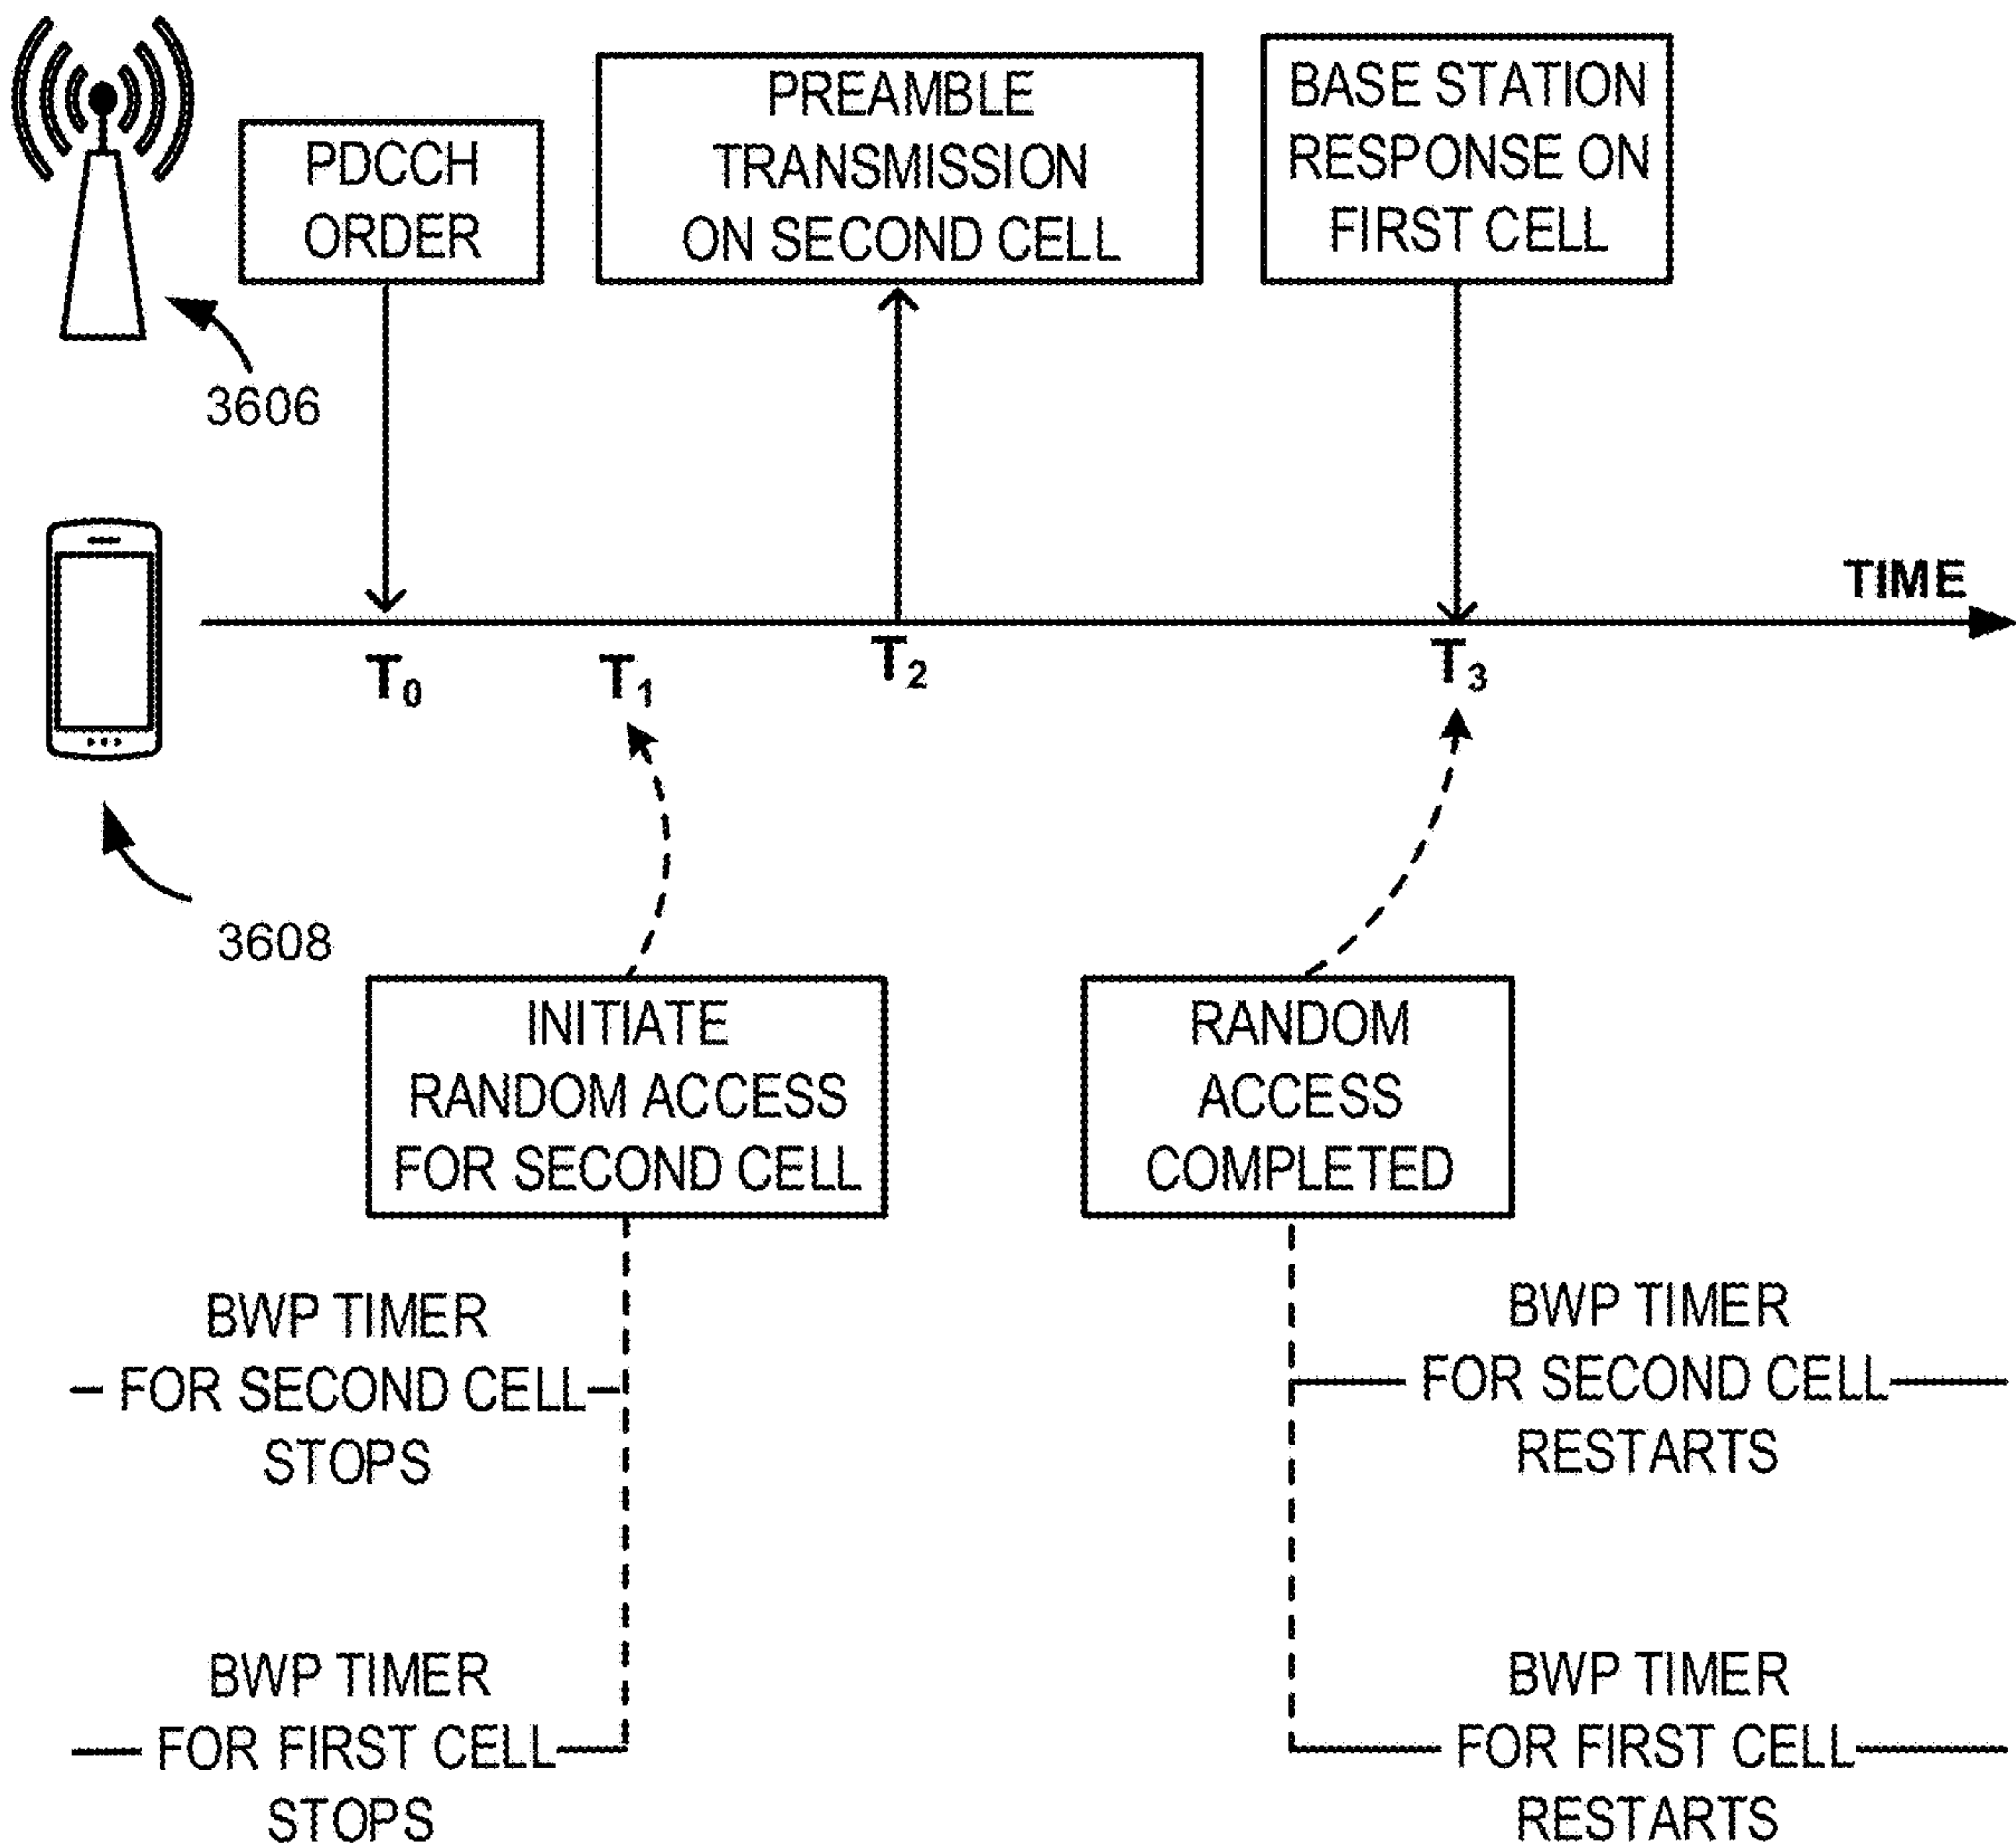 PDCCH
ORDER
PREAMBLE
TRANSMISSION
ON SECOND CELL
BASE STATION
RESPONSE ON
FIRST CELL
3606
TIME
T0
T1
T2
T3
3608
INITIATE
RANDOM ACCESS
FOR SECOND CELL
RANDOM
ACCESS
COMPLETED
BWP TIMER
FOR SECOND CELL
STOPS
BWP TIMER
FOR SECOND CELL
RESTARTS
BWP TIMER
FOR FIRST CELL
STOPS
BWP TIMER
FOR FIRST CELL
RESTARTS